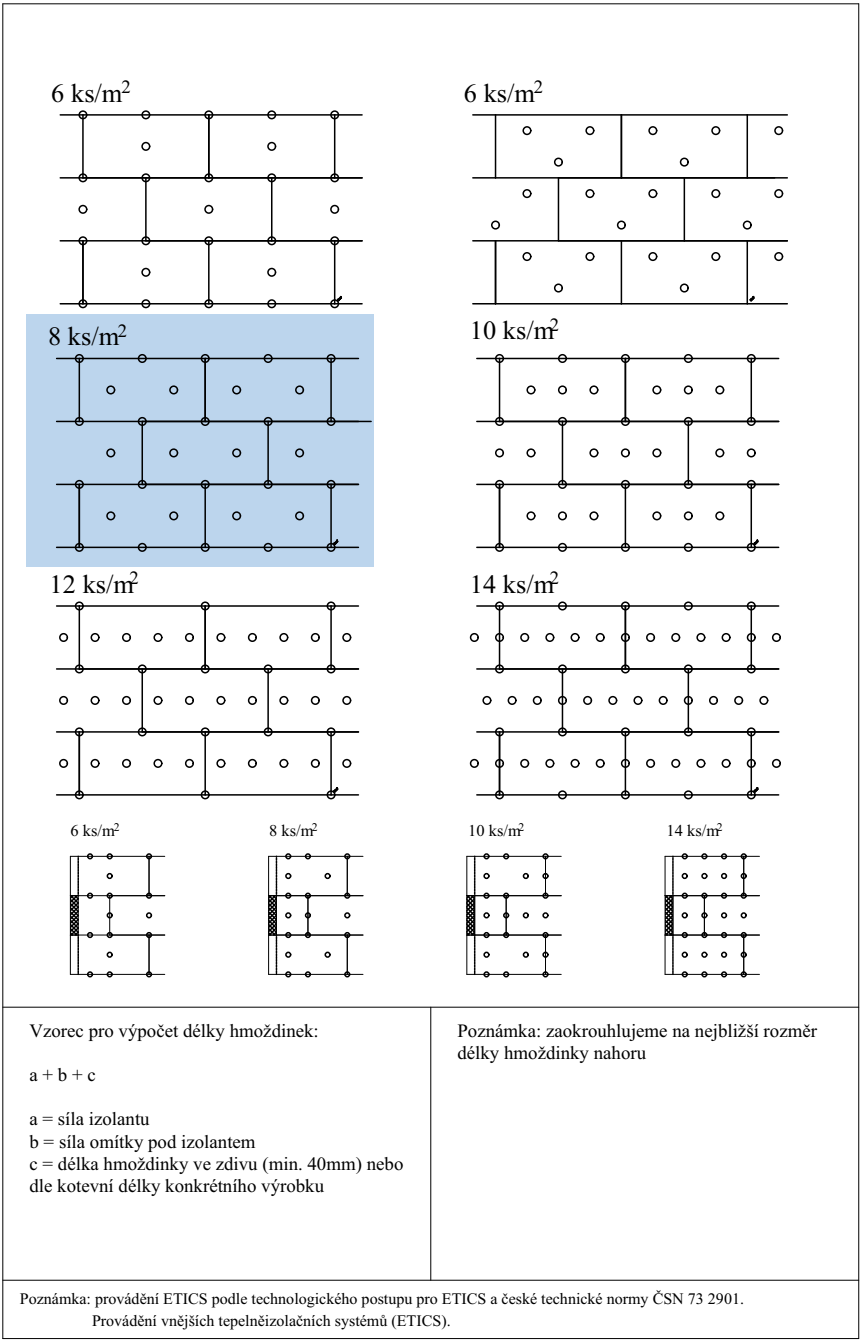 6 ks/m²
6 ks/m²
8 ks/m²
10 ks/m²
12 ks/m²
14 ks/m²
6 ks/m²
8 ks/m²
10 ks/m²
14 ks/m²
Vzorec pro výpočet délky hmoždinek:
a + b + c
a = síla izolantu
b = síla omítky pod izolantem
c = délka hmoždinky ve zdivu (min. 40mm) nebo
dle kotevní délky konkrétního výrobku
Poznámka: zaokrouhlujeme na nejbližší rozměr
délky hmoždinky nahoru
Poznámka: provádění ETICS podle technologického postupu pro ETICS a české technické normy ČSN 73 2901.
Provádění vnějších tepelněizolačních systémů (ETICS).